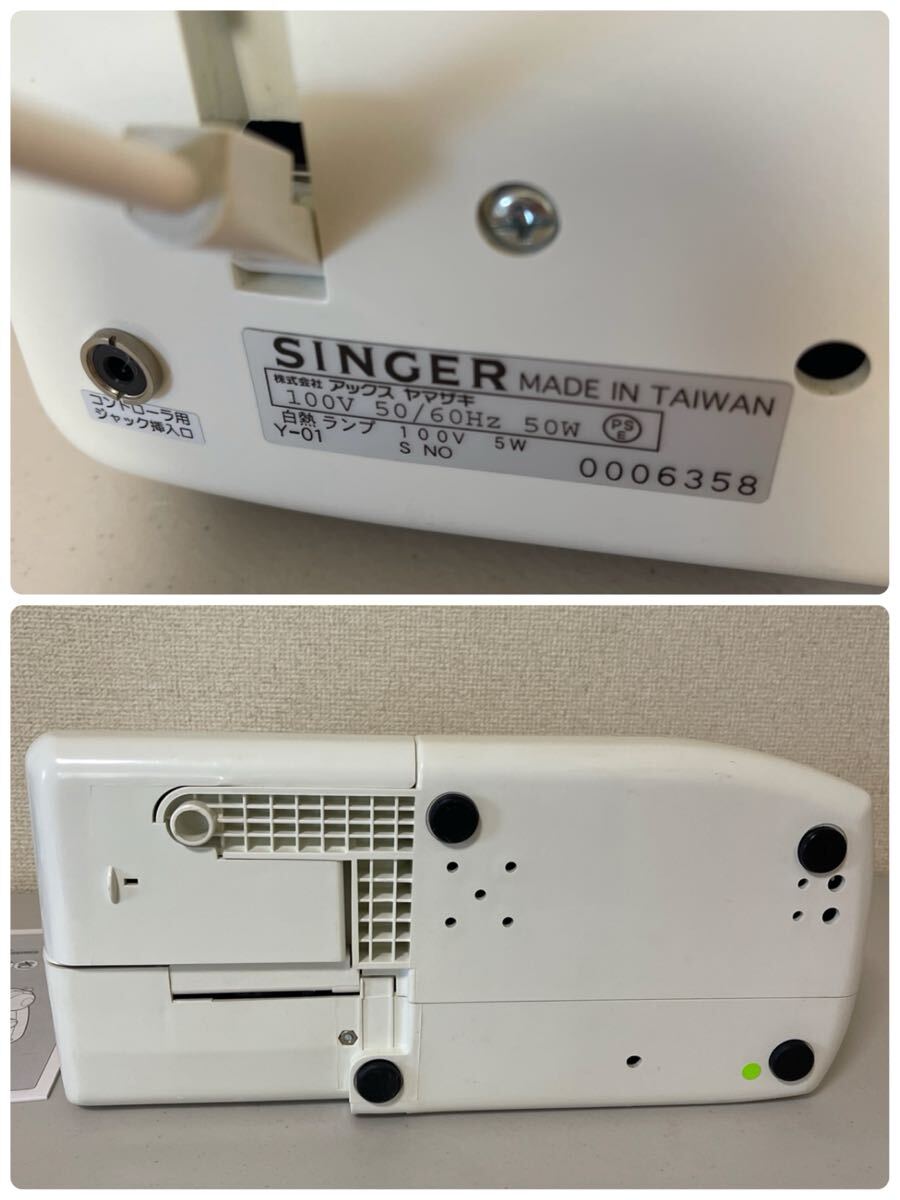 SINGER MADE IN TAIWAN
株式会社 アックス ヤマザキ
100V 50/60Hz 50W PSE
白熱ランプ 100V 5W
Y-01 S NO 0006358
コントローラ用
ジャック挿入口